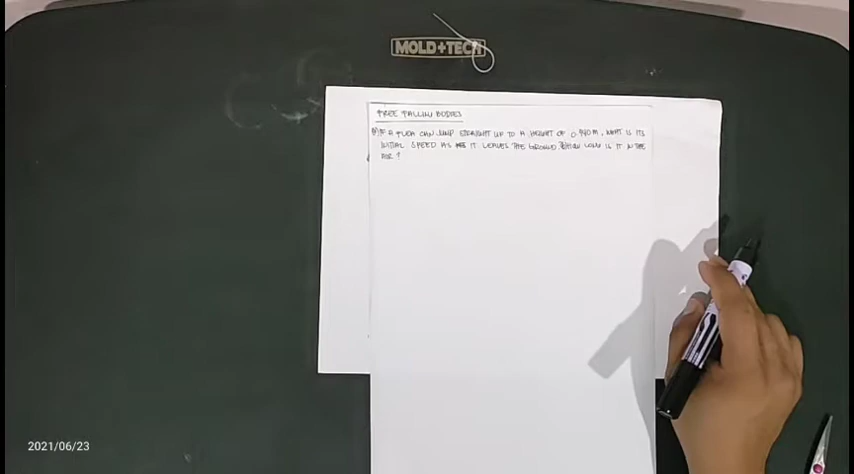 MOLD+TECH
FREE FALLING BODIES
IF A FLEA CAN JUMP STRAIGHT UP TO A HEIGHT OF 0.440 M, WHAT IS ITS
INITIAL SPEED AS IT LEAVES THE GROUND? HOW LONG IS IT IN THE
AIR?
2021/06/23